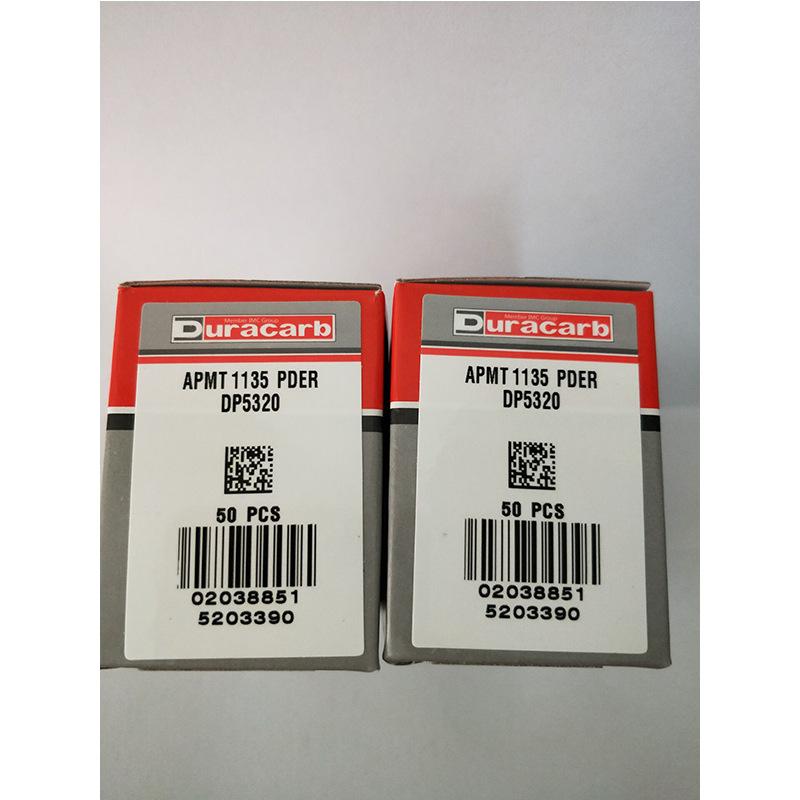 Member IMC Group
Duracarb
APMT 1135 PDER
DP5320
50 PCS
02038851
5203390
Member IMC Group
Duracarb
APMT 1135 PDER
DP5320
50 PCS
02038851
5203390